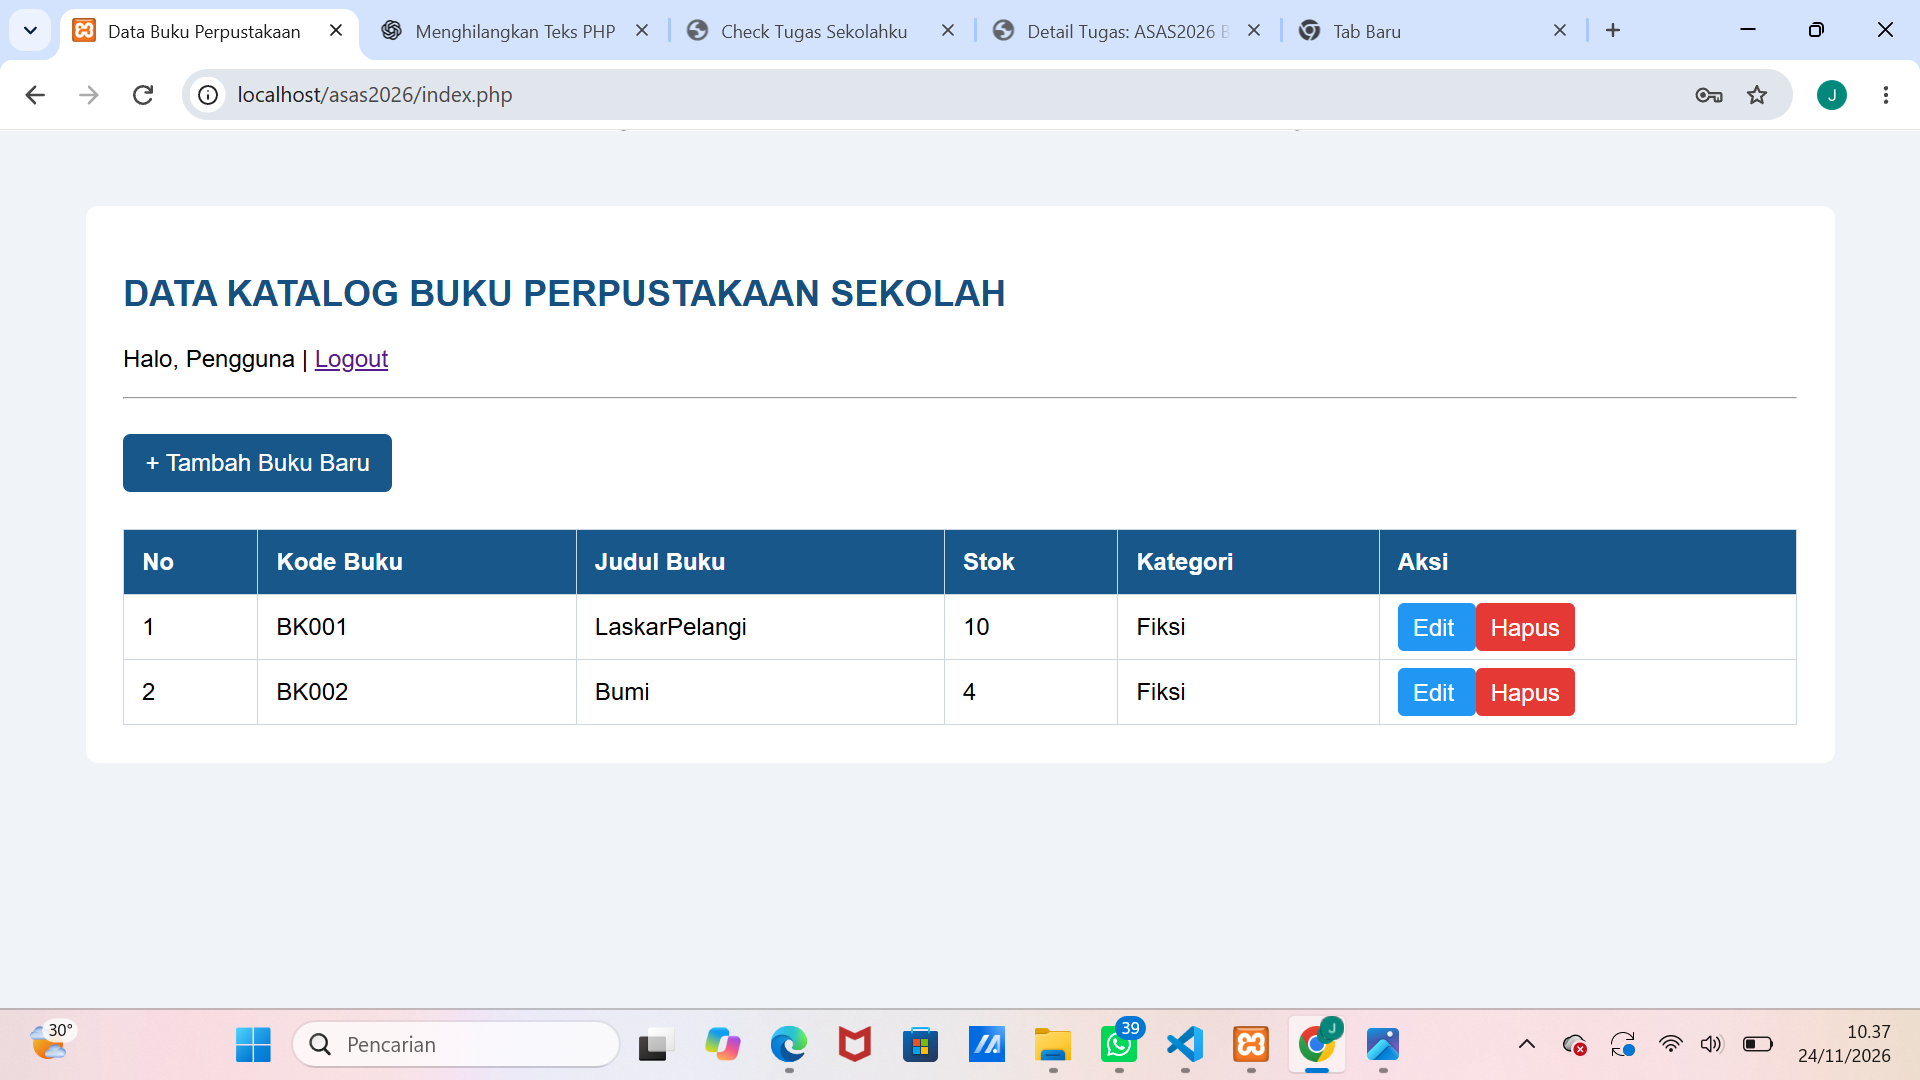 Data Buku Perpustakaan
Menghilangkan Teks PHP
Check Tugas Sekolahku
Detail Tugas: ASAS2026 B
Tab Baru
localhost/asas2026/index.php
J
DATA KATALOG BUKU PERPUSTAKAAN SEKOLAH
Halo, Pengguna | Logout
+ Tambah Buku Baru
No Kode Buku Judul Buku Stok Kategori Aksi
1 BK001 LaskarPelangi 10 Fiksi Edit Hapus
2 BK002 Bumi 4 Fiksi Edit Hapus
30°
Pencarian
39
J
10.37
24/11/2026